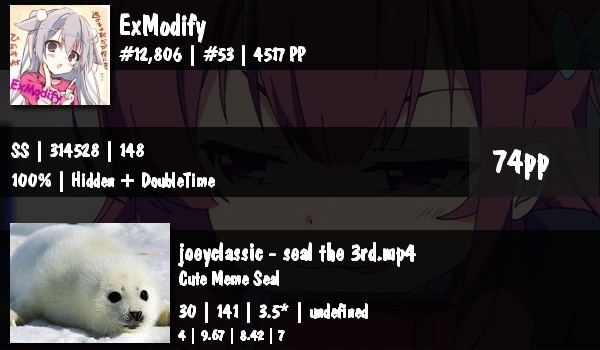 ExModify
#12,806 | #53 | 4517 PP
ExModify
SS | 314528 | 148
100% | Hidden + DoubleTime
74pp
joeyclassic - seal the 3rd.mp4
Cute Meme Seal
30 | 141 | 3.5* | undefined
4 | 9.67 | 8.42 | 7